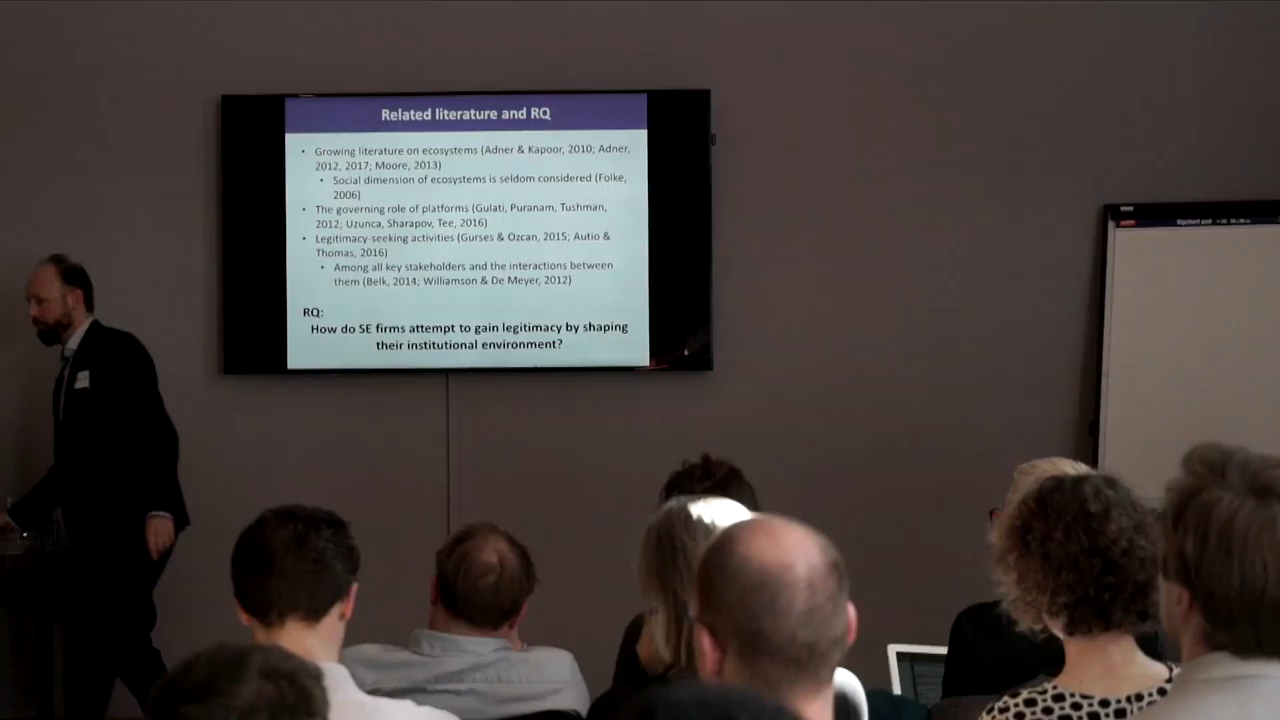 Related literature and RQ
• Growing literature on ecosystems (Adner & Kapoor, 2010; Adner,
2012, 2017; Moore, 2013)
• Social dimension of ecosystems is seldom considered (Folke,
2006)
• The governing role of platforms (Gulati, Puranam, Tushman,
2012; Uzunca, Sharapov, Tee, 2016)
• Legitimacy-seeking activities (Gurses & Ozcan, 2015; Autio &
Thomas, 2016)
• Among all key stakeholders and the interactions between
them (Belk, 2014; Williamson & De Meyer, 2012)
RQ:
How do SE firms attempt to gain legitimacy by shaping
their institutional environment?